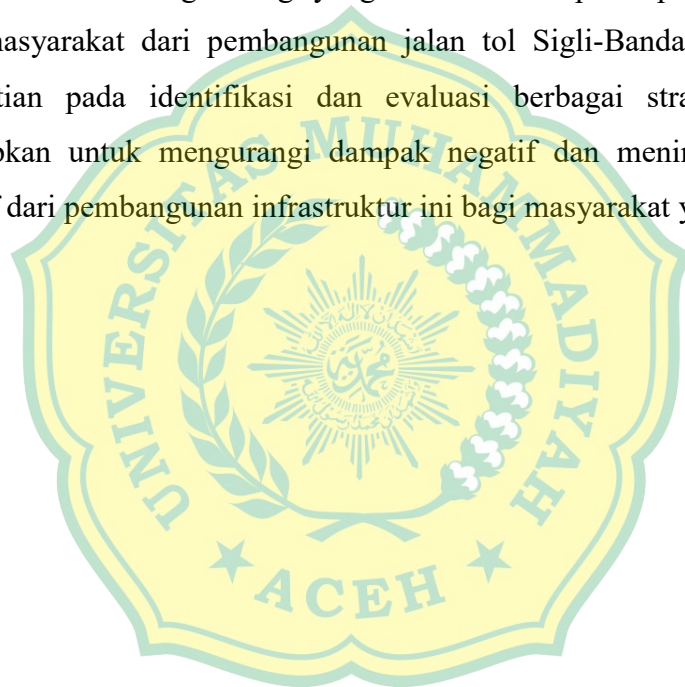 masyarakat dari pembangunan jalan tol Sigli-Banda
tian pada identifikasi dan evaluasi berbagai stra
pkan untuk mengurangi dampak negatif dan menin
dari pembangunan infrastruktur ini bagi masyarakat y
UNIVERSITAS MUHAMMADIYAH
ACEH